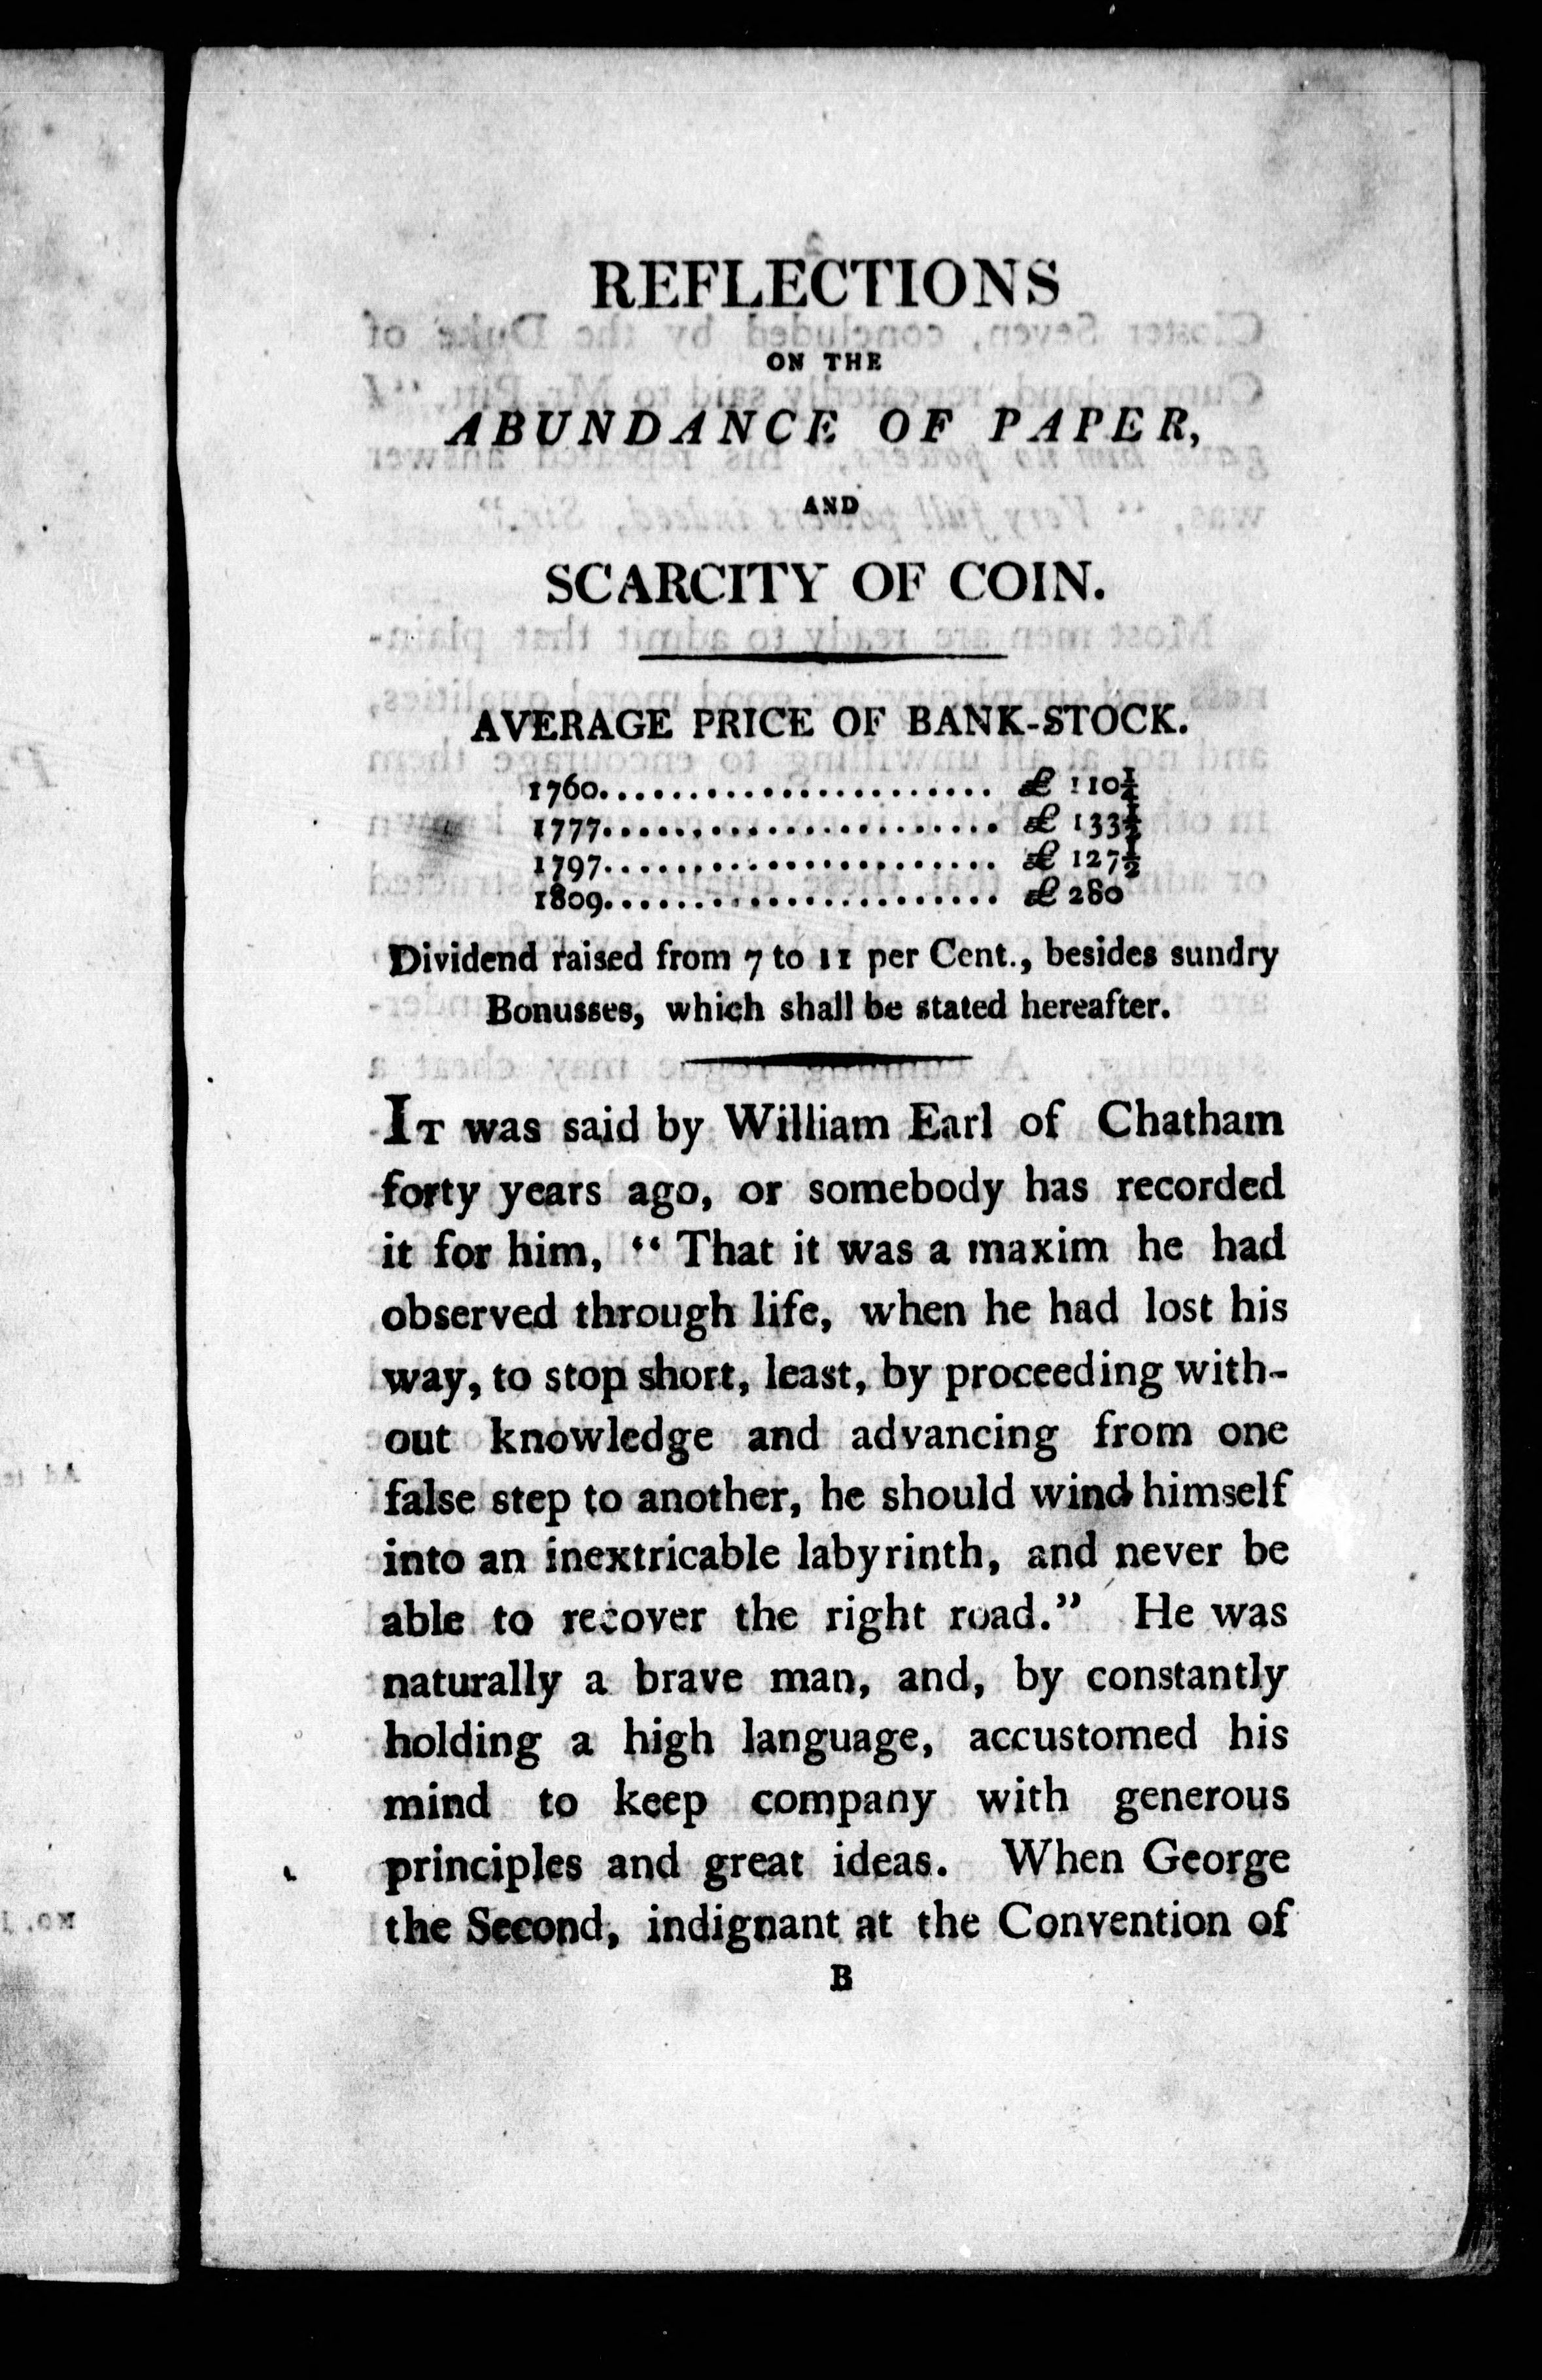 REFLECTIONS
ON THE
ABUNDANCE OF PAPER,
AND
SCARCITY OF COIN.
AVERAGE PRICE OF BANK-STOCK.
1760....................... £ 110¼
1777....................... £ 133½
1797....................... £ 127½
1809....................... £ 280
Dividend raised from 7 to 11 per Cent., besides sundry
Bonusses, which shall be stated hereafter.
IT was said by William Earl of Chatham
forty years ago, or somebody has recorded
it for him, “ That it was a maxim he had
observed through life, when he had lost his
way, to stop short, least, by proceeding with-
out knowledge and advancing from one
false step to another, he should wind himself
into an inextricable labyrinth, and never be
able to recover the right road.” He was
naturally a brave man, and, by constantly
holding a high language, accustomed his
mind to keep company with generous
principles and great ideas. When George
the Second, indignant at the Convention of
B